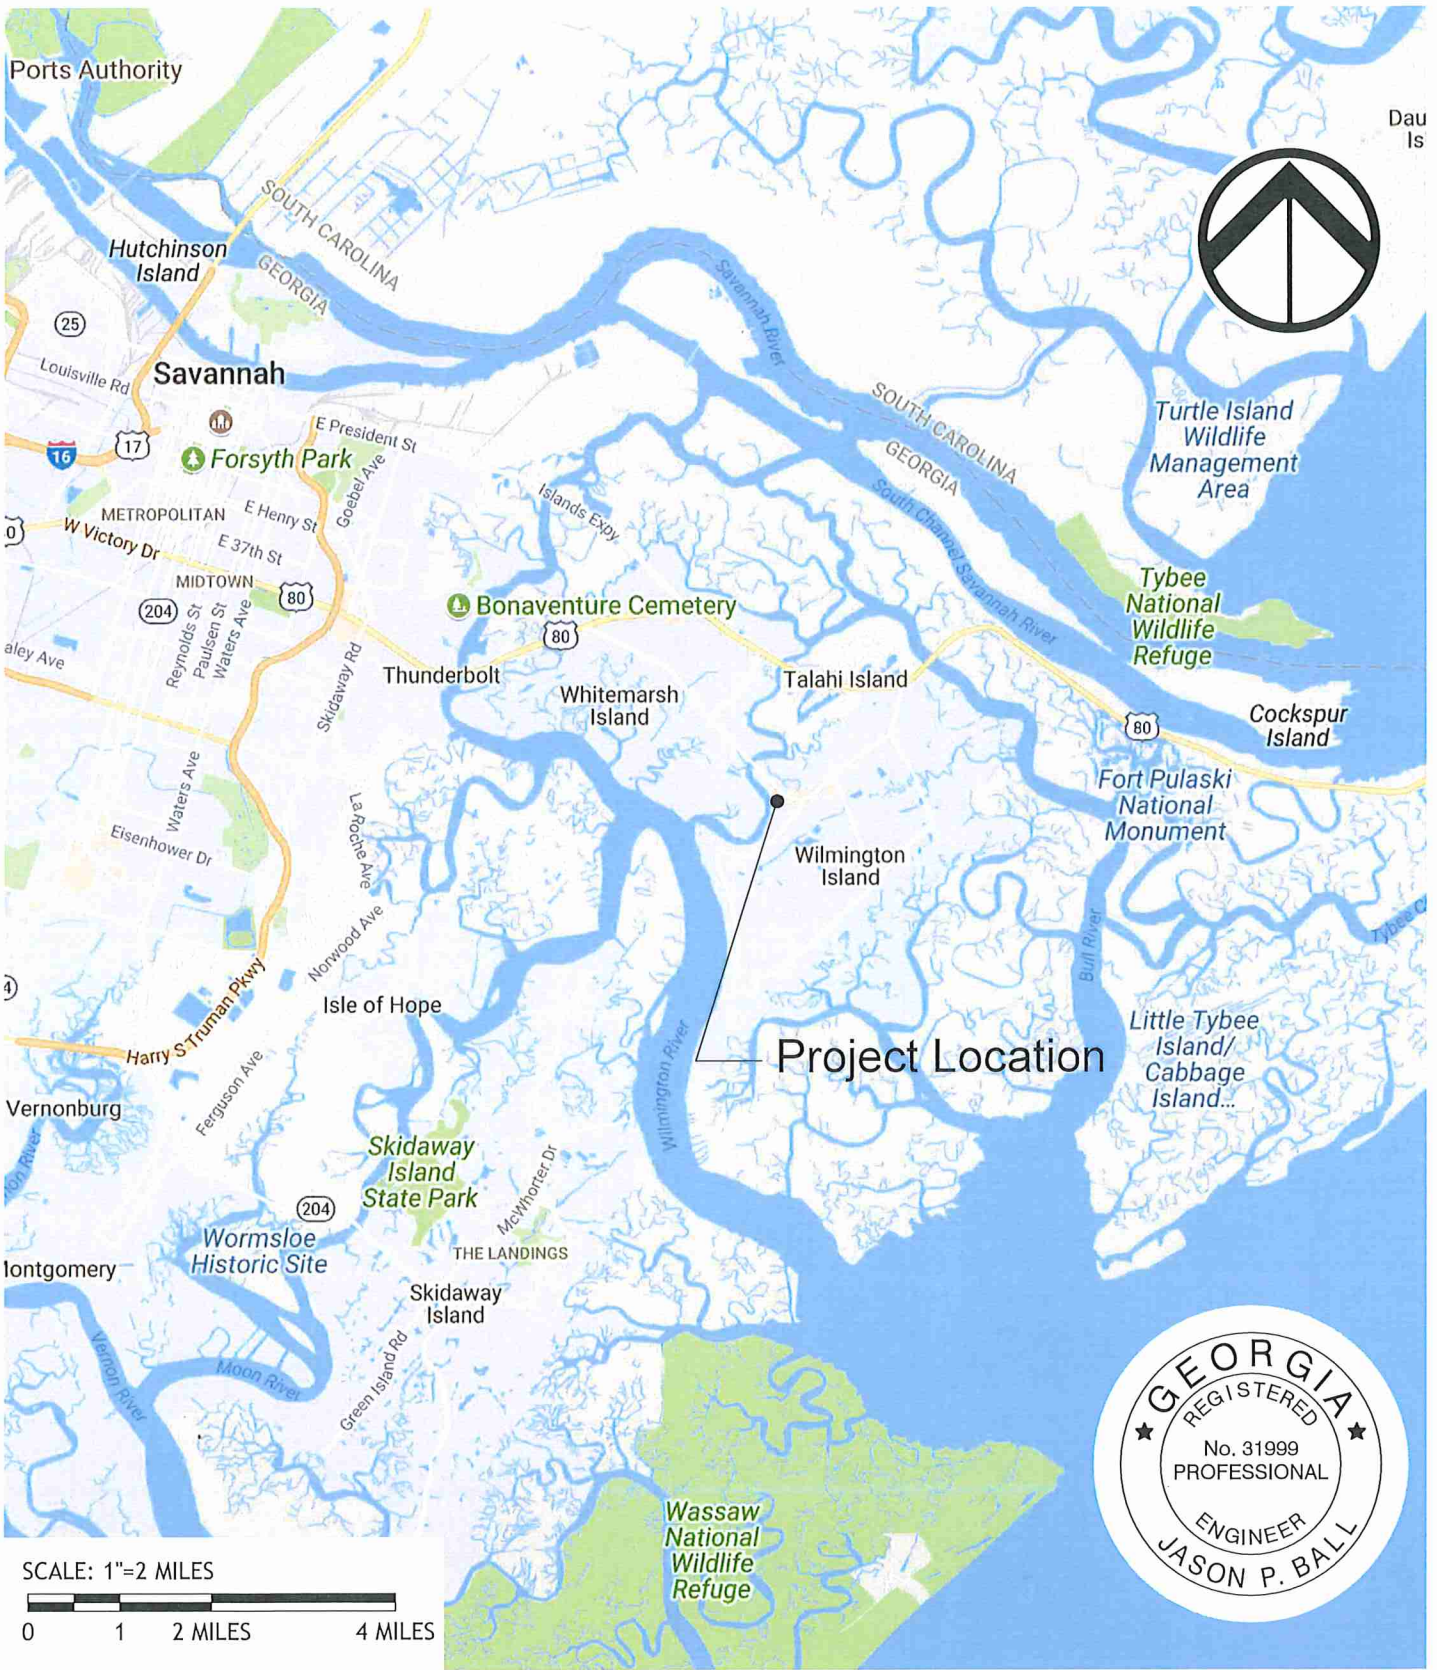 Ports Authority
Dau
Is
SOUTH CAROLINA
GEORGIA
Hutchinson
Island
Savannah River
25
Louisville Rd
Savannah
17
16
E President St
Forsyth Park
Goebel Ave
SOUTH CAROLINA
GEORGIA
Turtle Island
Wildlife
Management
Area
METROPOLITAN
E Henry St
Islands Expy
South Channel Savannah River
0
W Victory Dr
E 37th St
MIDTOWN
80
204
Reynolds St
Paulsen St
Waters Ave
Bonaventure Cemetery
80
Tybee
National
Wildlife
Refuge
aley Ave
Skidaway Rd
Thunderbolt
Whitemarsh
Island
Talahi Island
80
Cockspur
Island
Waters Ave
Eisenhower Dr
LaRoche Ave
Fort Pulaski
National
Monument
Wilmington
Island
Norwood Ave
Bull River
Tybee C
4
Harry S Truman Pkwy
Isle of Hope
Wilmington River
Project Location
Little Tybee
Island/
Cabbage
Island...
Ferguson Ave
Vernonburg
non River
Skidaway
Island
State Park
McWhorter Dr
204
Wormsloe
Historic Site
THE LANDINGS
Montgomery
Skidaway
Island
Vernon River
Moon River
Green Island Rd
GEORGIA
REGISTERED
No. 31999
PROFESSIONAL
ENGINEER
JASON P. BALL
Wassaw
National
Wildlife
Refuge
SCALE: 1"=2 MILES
0 1 2 MILES 4 MILES